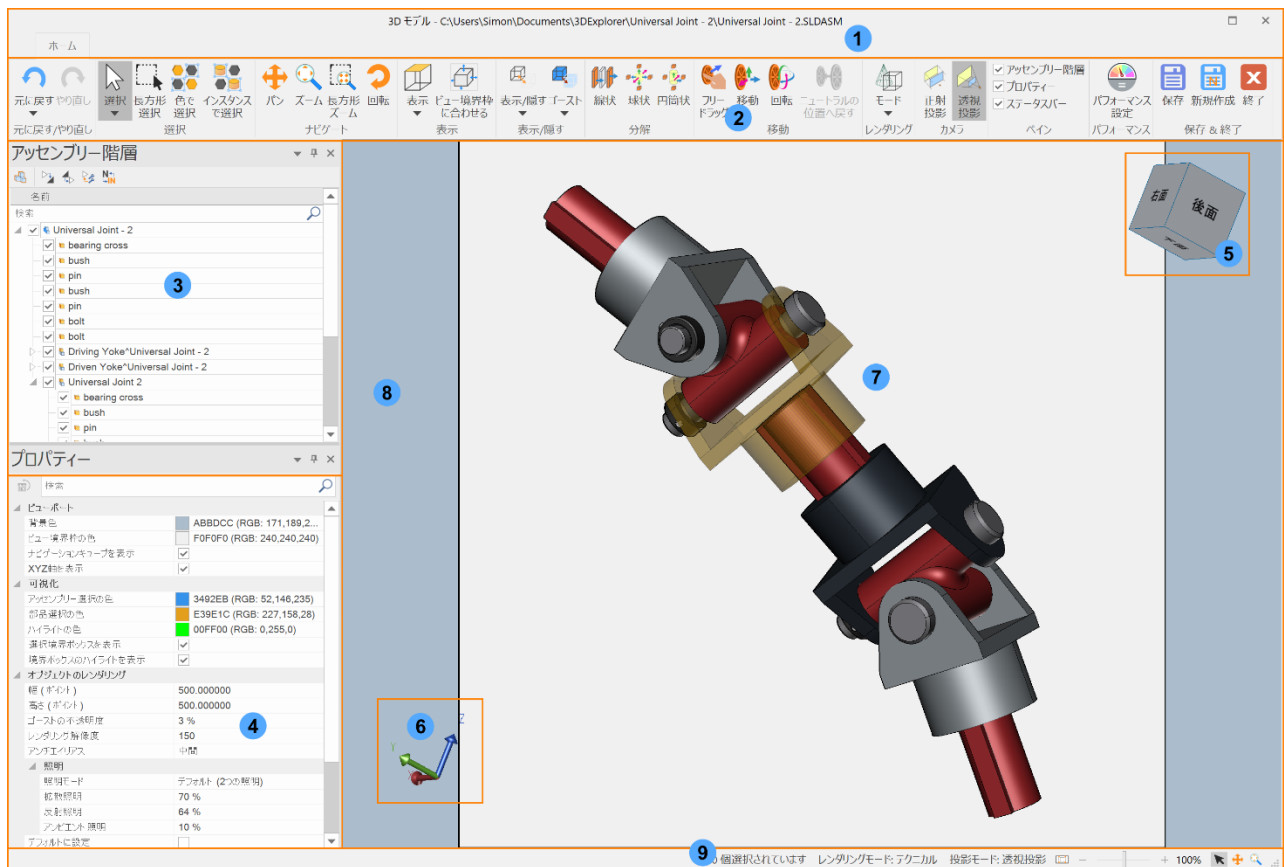 3D モデル - C:\Users\Simon\Documents\3DExplorer\Universal Joint - 2\Universal Joint - 2.SLDASM
1
ホーム
元に戻す やり直し
選択
長方形
選択
色で
選択
インスタンス
で選択
パン
ズーム
長方形
ズーム
回転
表示
ビュー境界枠
に合わせる
表示/隠す
ゴースト
線状
球状
円筒状
フリー
ドラッグ
移動
回転
ニュートラルの
位置へ戻す
モード
正射
投影
透視
投影
アッセンブリー階層
プロパティー
ステータスバー
パフォーマンス
設定
保存
新規作成
終了
2
元に戻す/やり直し
選択
ナビゲート
表示
表示/隠す
分解
移動
レンダリング
カメラ
ペイン
パフォーマンス
保存 & 終了
アッセンブリー階層
名前
検索
Universal Joint - 2
bearing cross
bush
pin
bush
pin
bolt
bolt
Driving Yoke^Universal Joint - 2
Driven Yoke^Universal Joint - 2
Universal Joint 2
bearing cross
bush
pin
3
プロパティー
検索
ビューポート
背景色 ABBDCC (RGB: 171,189,2...
ビュー境界枠の色 F0F0F0 (RGB: 240,240,240)
ナビゲーションキューブを表示
XYZ軸を表示
可視化
アッセンブリー選択の色 3492EB (RGB: 52,146,235)
部品選択の色 E39E1C (RGB: 227,158,28)
ハイライトの色 00FF00 (RGB: 0,255,0)
選択境界ボックスを表示
境界ボックスのハイライトを表示
オブジェクトのレンダリング
幅 (ポイント) 500.000000
高さ (ポイント) 500.000000
ゴーストの不透明度 3 %
レンダリング解像度 150
アンチエイリアス 中間
照明
照明モード デフォルト (2つの照明)
拡散照明 70 %
反射照明 64 %
アンビエント照明 10 %
デフォルトに設定
4
右面
後面
5
8
7
6
Z
Y
9
個選択されています レンダリングモード: テクニカル 投影モード: 透視投影 100%